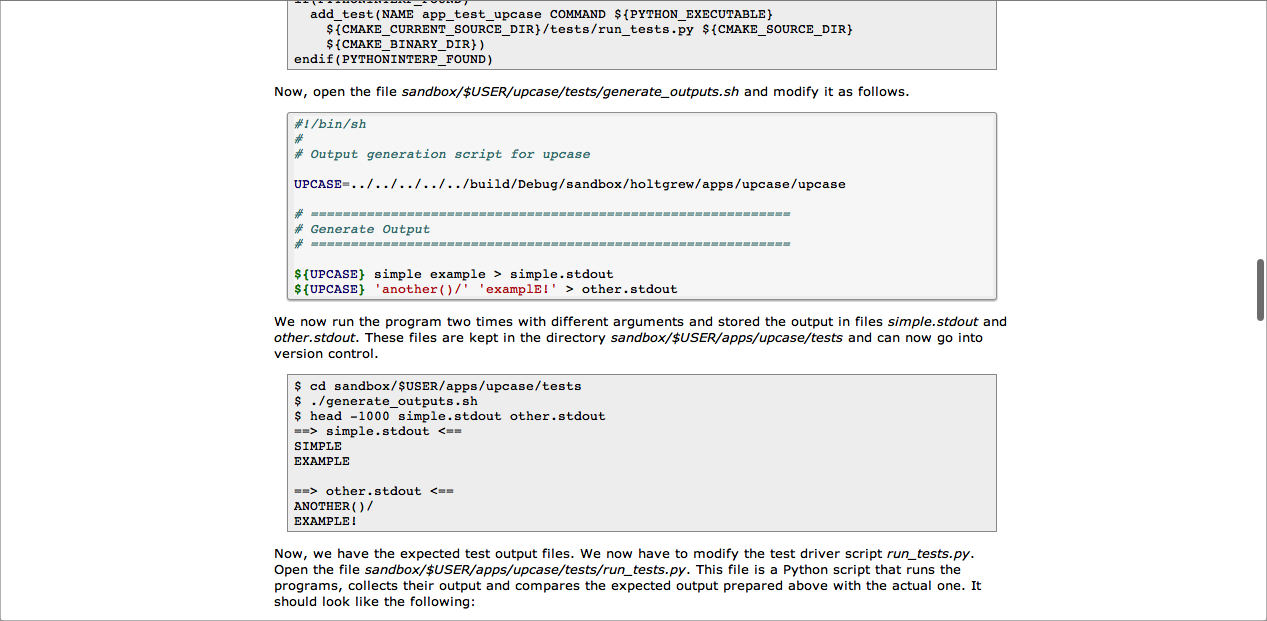 add_test(NAME app_test_upcase COMMAND ${PYTHON_EXECUTABLE}
${CMAKE_CURRENT_SOURCE_DIR}/tests/run_tests.py ${CMAKE_SOURCE_DIR}
${CMAKE_BINARY_DIR})
endif(PYTHONINTERP_FOUND)
Now, open the file sandbox/$USER/upcase/tests/generate_outputs.sh and modify it as follows.
#!/bin/sh
#
# Output generation script for upcase
UPCASE=../../../../../build/Debug/sandbox/holtgrew/apps/upcase/upcase
# ============================================================
# Generate Output
# ============================================================
${UPCASE} simple example > simple.stdout
${UPCASE} 'another()/' 'examplE!' > other.stdout
We now run the program two times with different arguments and stored the output in files simple.stdout and
other.stdout. These files are kept in the directory sandbox/$USER/apps/upcase/tests and can now go into
version control.
$ cd sandbox/$USER/apps/upcase/tests
$ ./generate_outputs.sh
$ head -1000 simple.stdout other.stdout
==> simple.stdout <==
SIMPLE
EXAMPLE
==> other.stdout <==
ANOTHER()/
EXAMPLE!
Now, we have the expected test output files. We now have to modify the test driver script run_tests.py.
Open the file sandbox/$USER/apps/upcase/tests/run_tests.py. This file is a Python script that runs the
programs, collects their output and compares the expected output prepared above with the actual one. It
should look like the following: